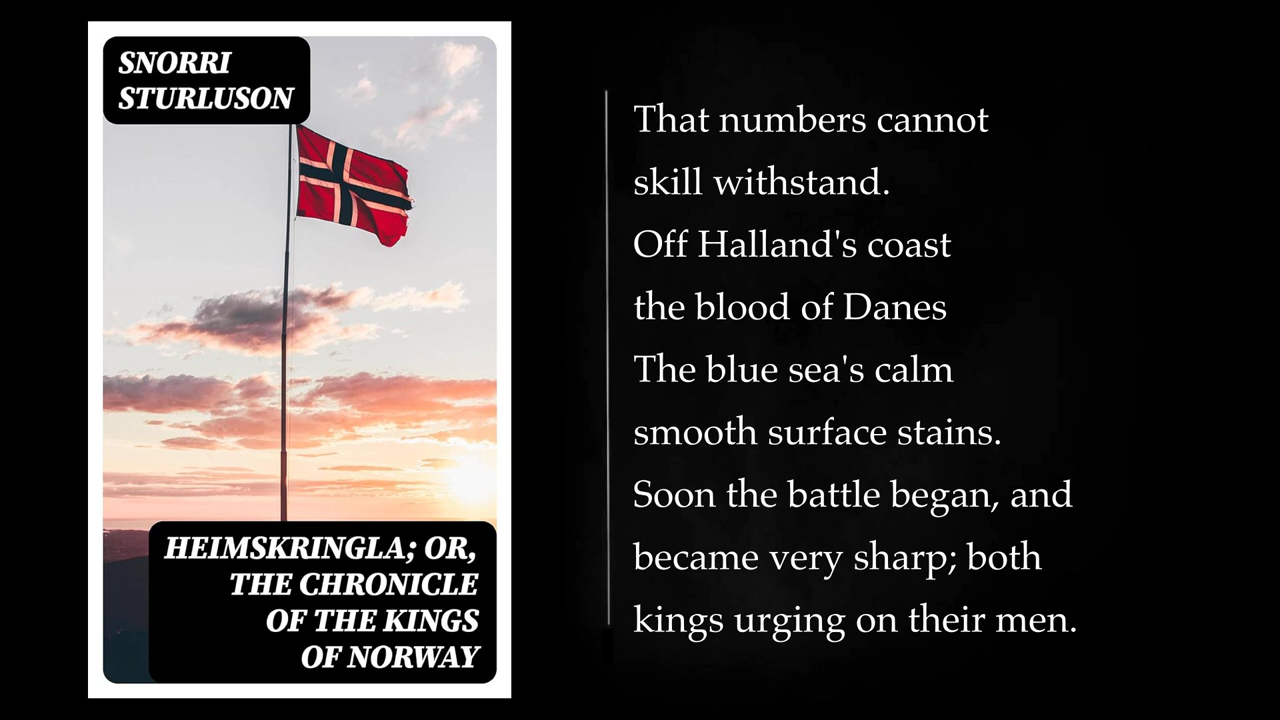 SNORRI
STURLUSON
HEIMSKRINGLA; OR,
THE CHRONICLE
OF THE KINGS
OF NORWAY
That numbers cannot
skill withstand.
Off Halland's coast
the blood of Danes
The blue sea's calm
smooth surface stains.
Soon the battle began, and
became very sharp; both
kings urging on their men.